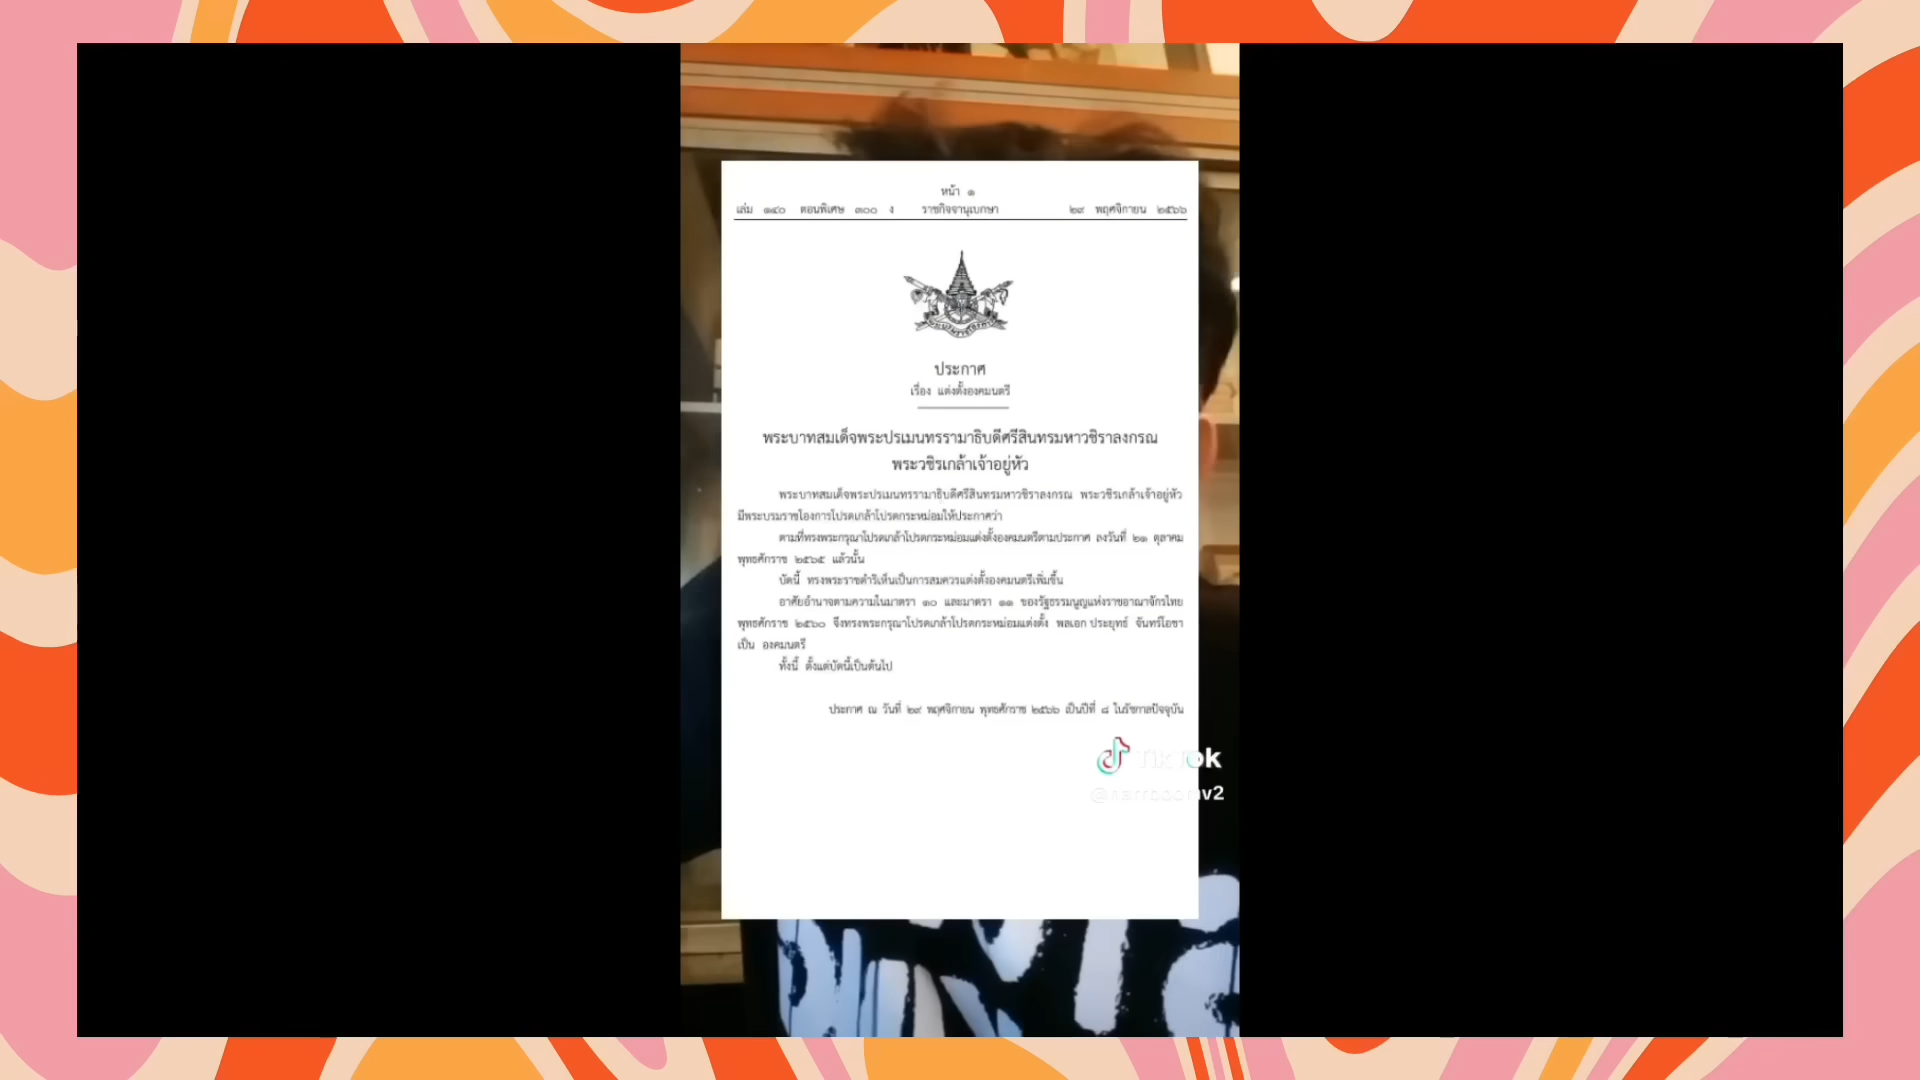 หน้า ๑
เล่ม ๑๔๐ ตอนพิเศษ ๓๐๐ ง ราชกิจจานุเบกษา ๒๙ พฤศจิกายน ๒๕๖๖
ประกาศ
เรื่อง แต่งตั้งองคมนตรี
พระบาทสมเด็จพระปรเมนทรรามาธิบดีศรีสินทรมหาวชิราลงกรณ
พระวชิรเกล้าเจ้าอยู่หัว
พระบาทสมเด็จพระปรเมนทรรามาธิบดีศรีสินทรมหาวชิราลงกรณ พระวชิรเกล้าเจ้าอยู่หัว
มีพระบรมราชโองการโปรดเกล้าโปรดกระหม่อมให้ประกาศว่า
ตามที่ทรงพระกรุณาโปรดเกล้าโปรดกระหม่อมแต่งตั้งองคมนตรีตามประกาศ ลงวันที่ ๒๑ ตุลาคม
พุทธศักราช ๒๕๖๕ แล้วนั้น
บัดนี้ ทรงพระราชดำริเห็นเป็นการสมควรแต่งตั้งองคมนตรีเพิ่มขึ้น
อาศัยอำนาจตามความในมาตรา ๑๐ และมาตรา ๑๑ ของรัฐธรรมนูญแห่งราชอาณาจักรไทย
พุทธศักราช ๒๕๖๐ จึงทรงพระกรุณาโปรดเกล้าโปรดกระหม่อมแต่งตั้ง พลเอก ประยุทธ์ จันทร์โอชา
เป็น องคมนตรี
ทั้งนี้ ตั้งแต่บัดนี้เป็นต้นไป
ประกาศ ณ วันที่ ๒๙ พฤศจิกายน พุทธศักราช ๒๕๖๖ เป็นปีที่ ๘ ในรัชกาลปัจจุบัน
TikTok